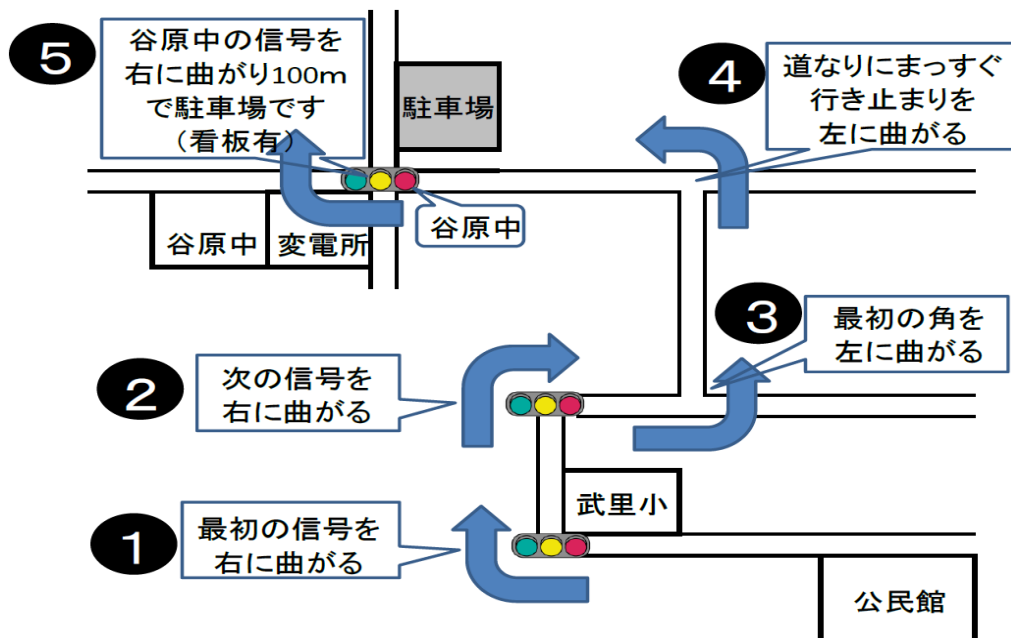 5
谷原中の信号を
右に曲がり100m
で駐車場です
（看板有）
駐車場
4
道なりにまっすぐ
行き止まりを
左に曲がる
谷原中
変電所
谷原中
3
最初の角を
左に曲がる
2
次の信号を
右に曲がる
武里小
1
最初の信号を
右に曲がる
公民館